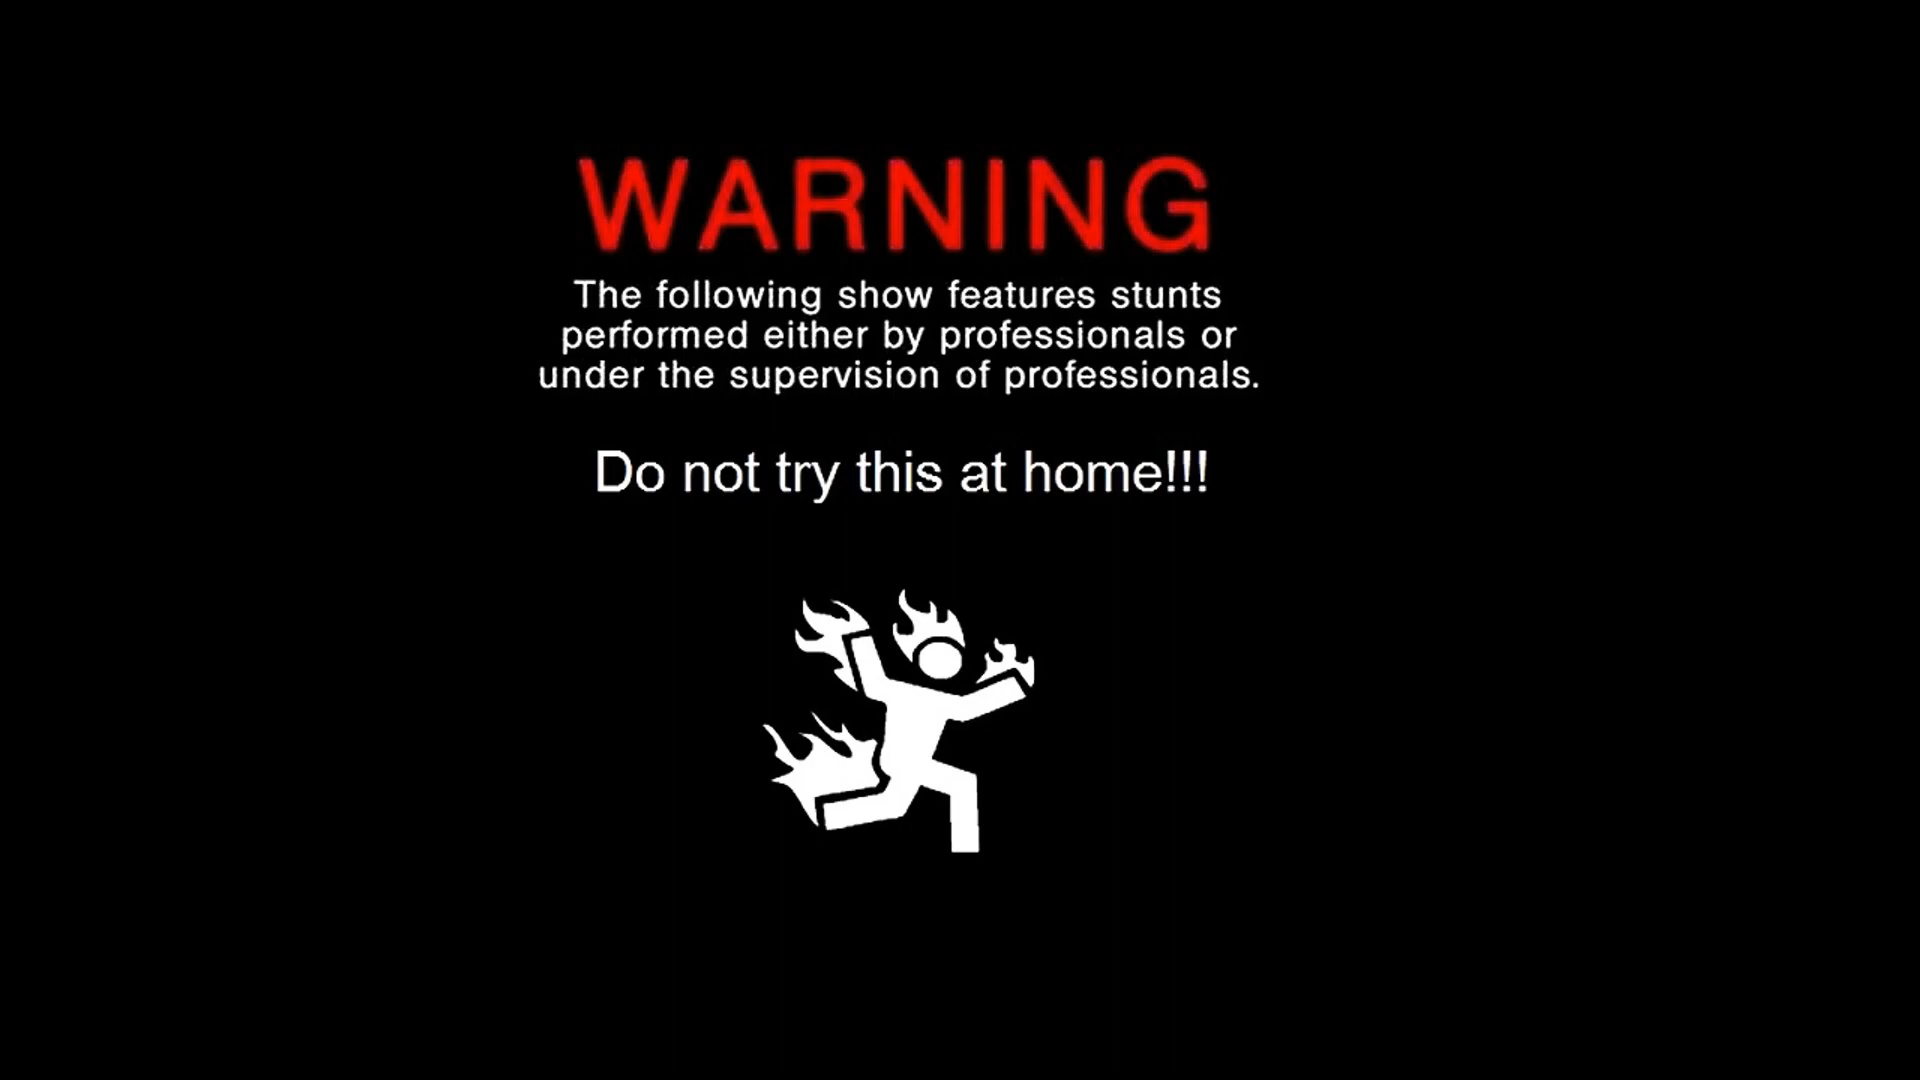 WARNING
The following show features stunts
performed either by professionals or
under the supervision of professionals.
Do not try this at home!!!